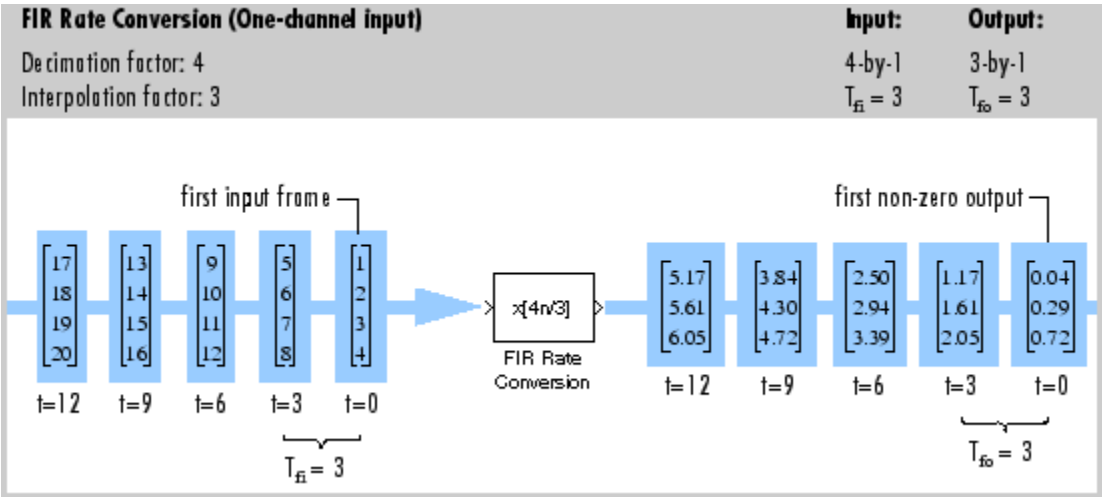 FIR Rate Conversion (One-channel input) Input: Output:
Decimation factor: 4 4-by-1 3-by-1
Interpolation factor: 3 Tfi = 3 Tfo = 3
first input frame first non-zero output
17 13 9 5 1 5.17 3.84 2.50 1.17 0.04
18 14 10 6 2 x[4n/3] 5.61 4.30 2.94 1.61 0.29
19 15 11 7 3 6.05 4.72 3.39 2.05 0.72
20 16 12 8 4
FIR Rate
Conversion
t=12 t=9 t=6 t=3 t=0 t=12 t=9 t=6 t=3 t=0
Tfi = 3 Tfo = 3